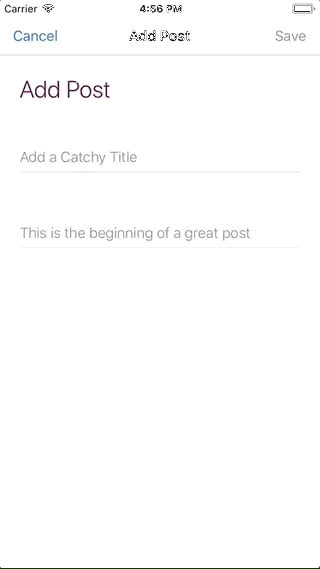 Carrier 4:56 PM
Cancel Add Post Save
Add Post
Add a Catchy Title
This is the beginning of a great post